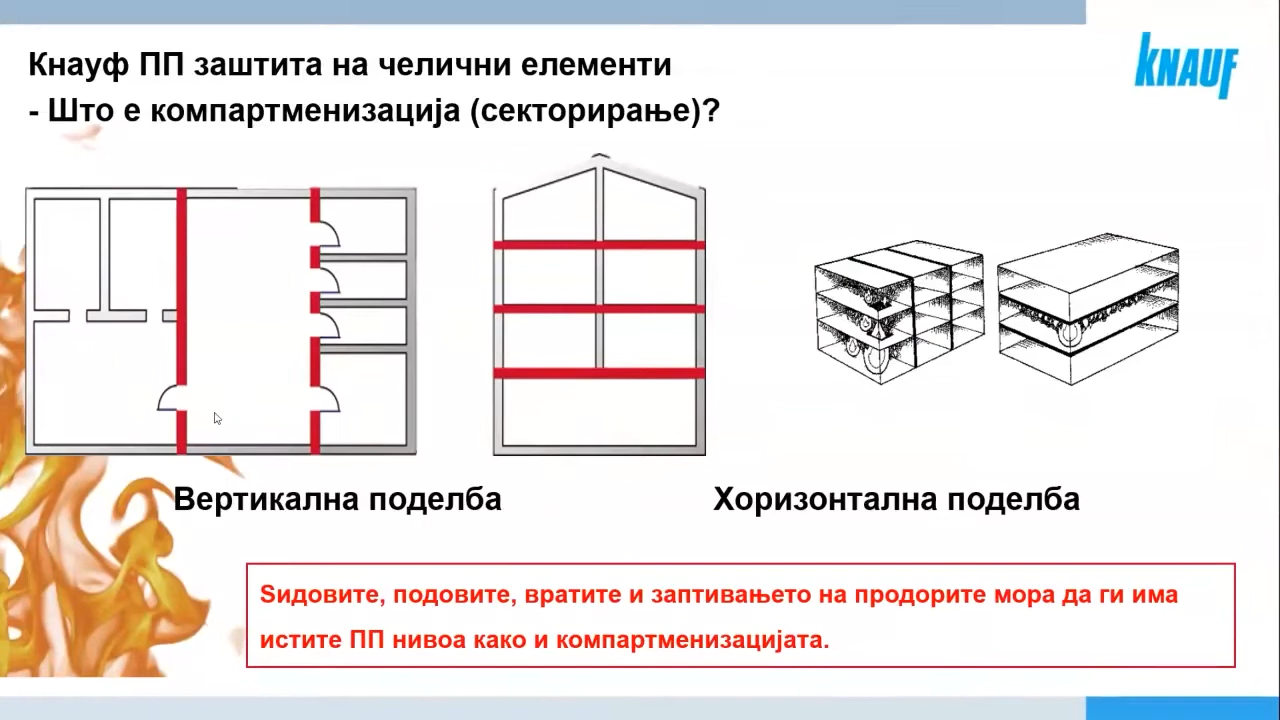 Кнауф ПП заштита на челични елементи
- Што е компартменизација (секторирање)?
KNAUF
Вертикална поделба
Хоризонтална поделба
Ѕидовите, подовите, вратите и заптивањето на продорите мора да ги има
истите ПП нивоа како и компартменизацијата.